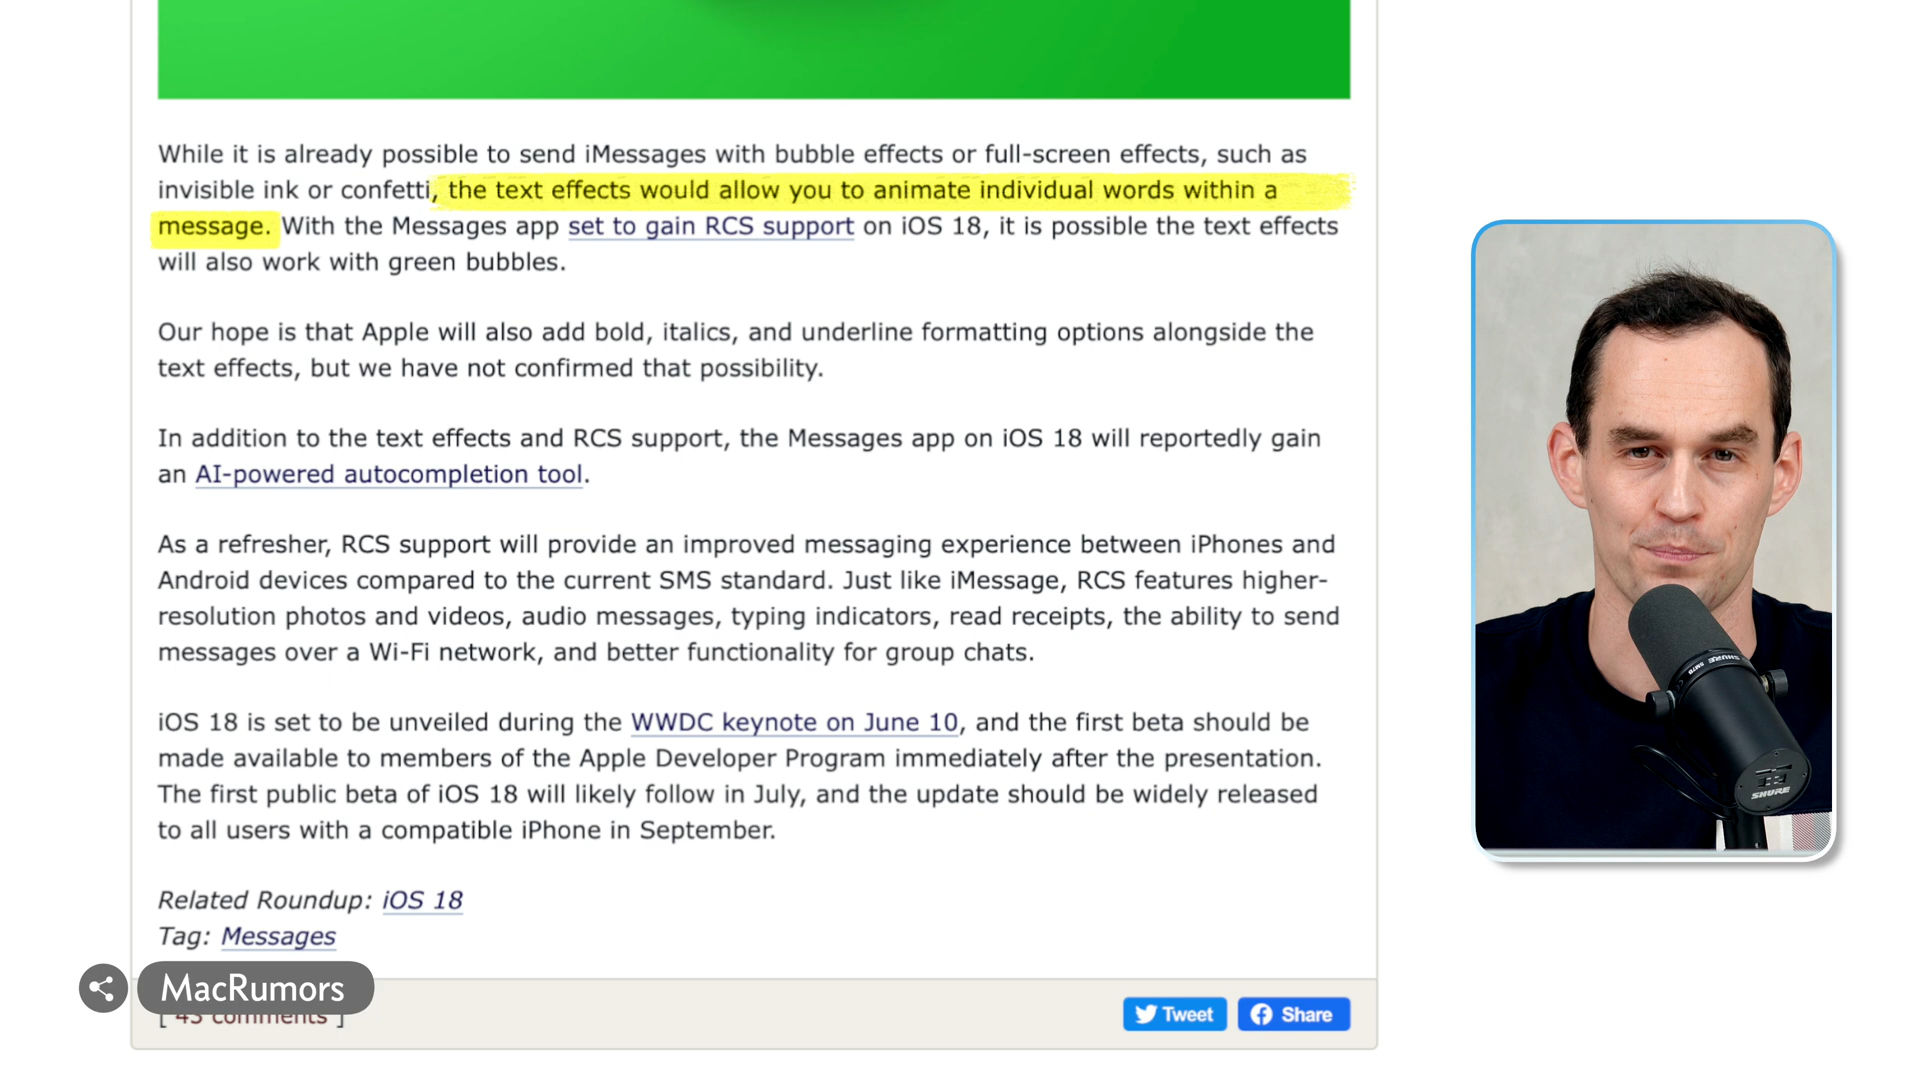 While it is already possible to send iMessages with bubble effects or full-screen effects, such as
invisible ink or confetti, the text effects would allow you to animate individual words within a
message. With the Messages app set to gain RCS support on iOS 18, it is possible the text effects
will also work with green bubbles.
Our hope is that Apple will also add bold, italics, and underline formatting options alongside the
text effects, but we have not confirmed that possibility.
In addition to the text effects and RCS support, the Messages app on iOS 18 will reportedly gain
an AI-powered autocompletion tool.
As a refresher, RCS support will provide an improved messaging experience between iPhones and
Android devices compared to the current SMS standard. Just like iMessage, RCS features higher-
resolution photos and videos, audio messages, typing indicators, read receipts, the ability to send
messages over a Wi-Fi network, and better functionality for group chats.
iOS 18 is set to be unveiled during the WWDC keynote on June 10, and the first beta should be
made available to members of the Apple Developer Program immediately after the presentation.
The first public beta of iOS 18 will likely follow in July, and the update should be widely released
to all users with a compatible iPhone in September.
Related Roundup: iOS 18
Tag: Messages
MacRumors
[ 45 comments ]
Tweet
Share
SHURE SM7B
SHURE